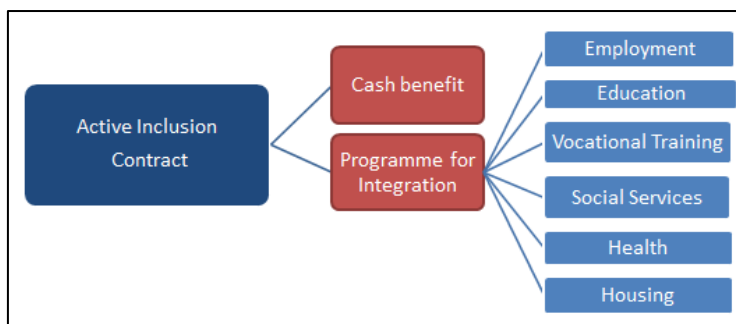 Active Inclusion
Contract
Cash benefit
Programme for
Integration
Employment
Education
Vocational Training
Social Services
Health
Housing